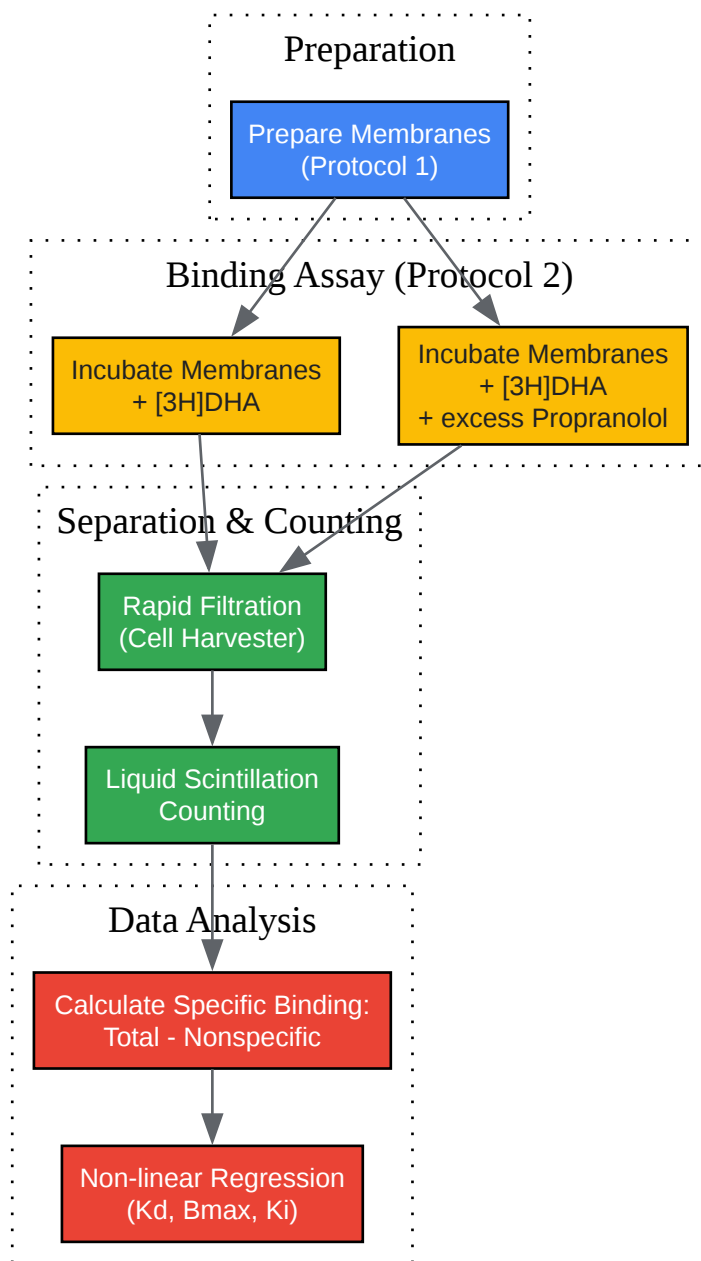 Preparation
Prepare Membranes
(Protocol 1)
Binding Assay (Protocol 2)
Incubate Membranes
+ [3H]DHA
Incubate Membranes
+ [3H]DHA
+ excess Propranolol
Separation & Counting
Rapid Filtration
(Cell Harvester)
Liquid Scintillation
Counting
Data Analysis
Calculate Specific Binding:
Total - Nonspecific
Non-linear Regression
(Kd, Bmax, Ki)